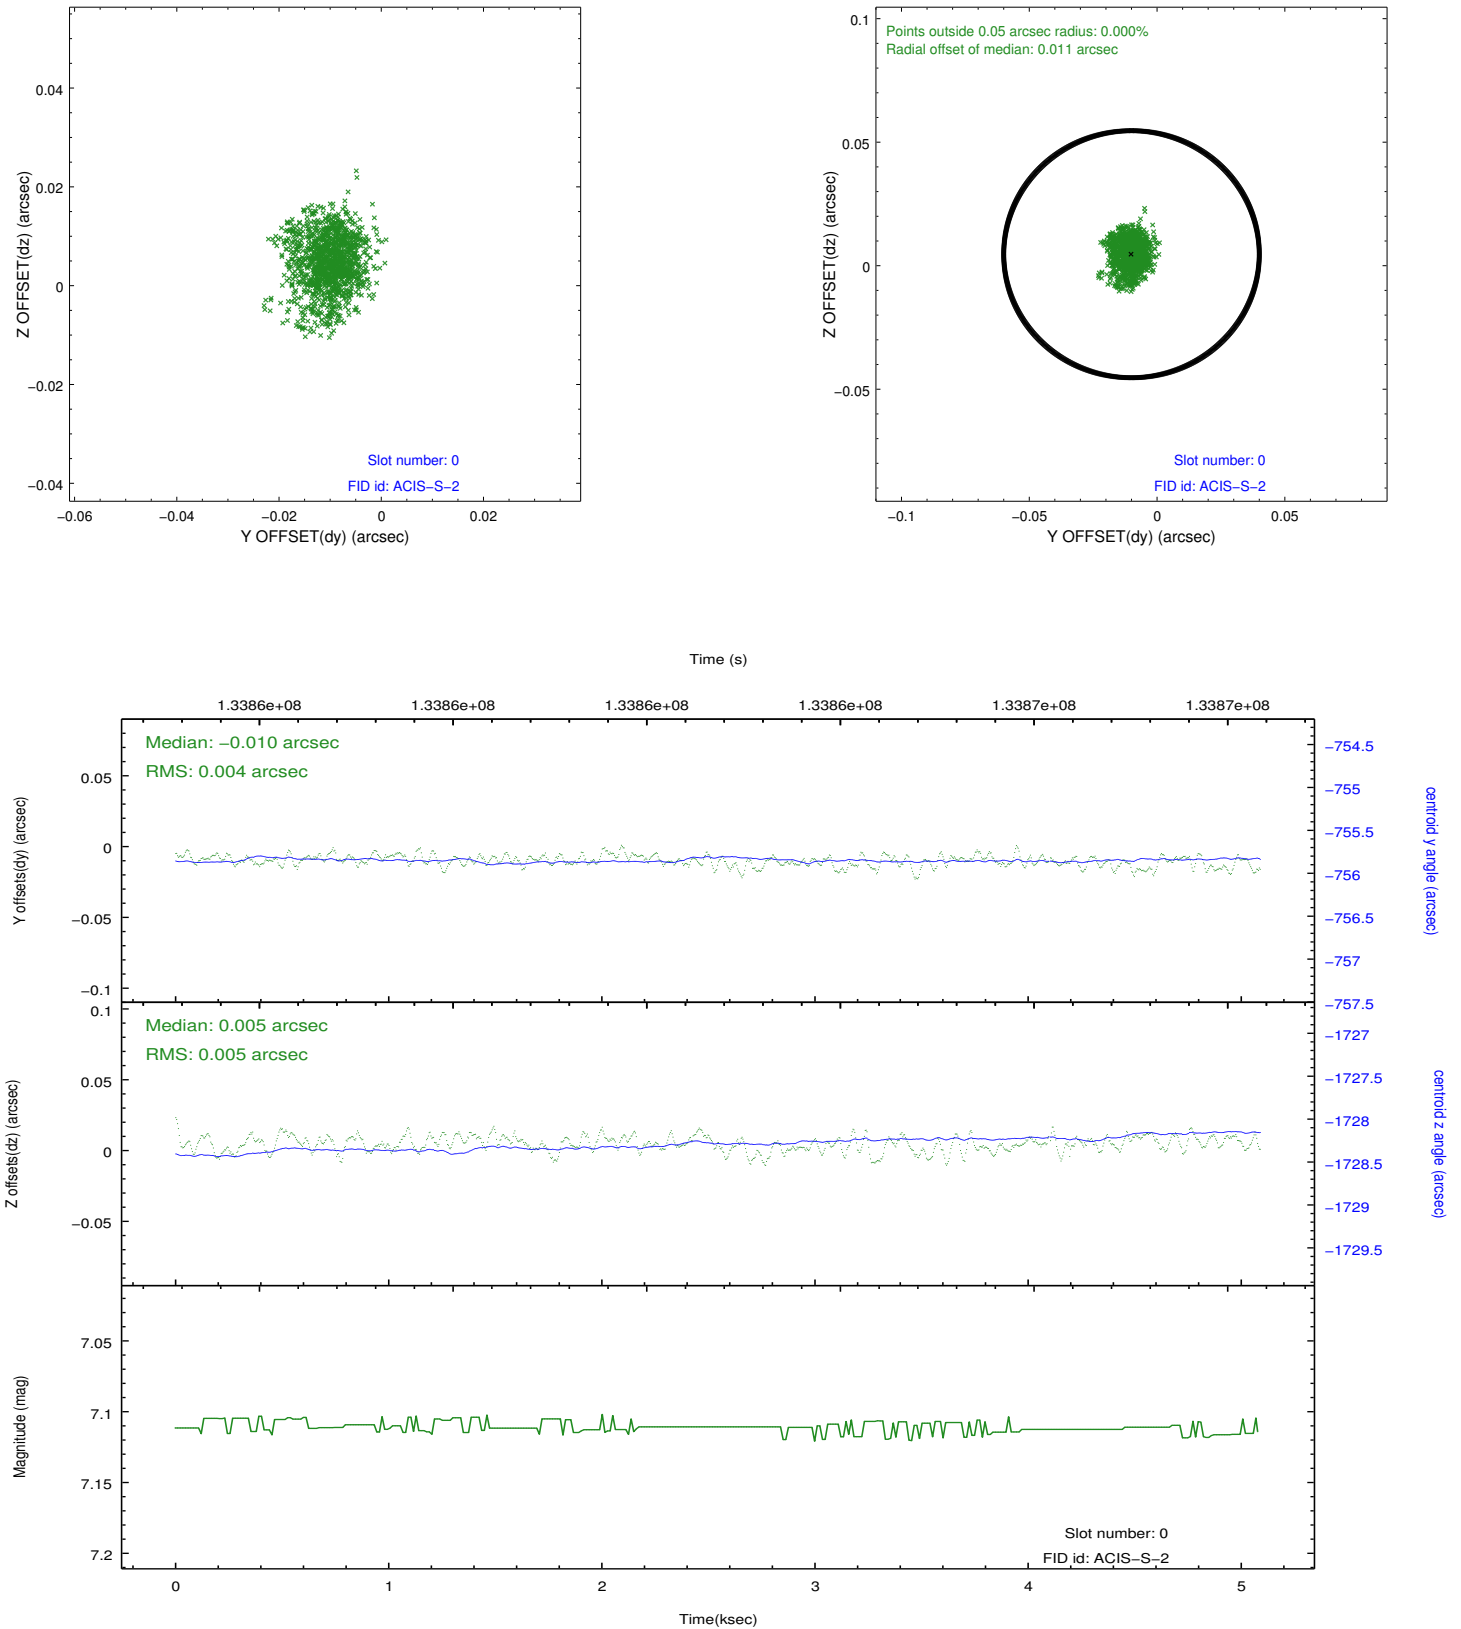 0.04
0.02
0
−0.02
−0.04
Z OFFSET(dz) (arcsec)
Slot number: 0
FID id: ACIS−S−2
−0.06
−0.04
−0.02
0
0.02
Y OFFSET(dy) (arcsec)
0.1
0.05
0
−0.05
Z OFFSET(dz) (arcsec)
Points outside 0.05 arcsec radius: 0.000%
Radial offset of median: 0.011 arcsec
Slot number: 0
FID id: ACIS−S−2
−0.1
−0.05
0
0.05
Y OFFSET(dy) (arcsec)
Time (s)
1.3386e+08
1.3386e+08
1.3386e+08
1.3386e+08
1.3387e+08
1.3387e+08
Median: −0.010 arcsec
RMS: 0.004 arcsec
0.05
0
−0.05
−0.1
Y offsets(dy) (arcsec)
−754.5
−755
−755.5
−756
−756.5
−757
−757.5
centroid y angle (arcsec)
Median: 0.005 arcsec
RMS: 0.005 arcsec
0.1
0.05
0
−0.05
Z offsets(dz) (arcsec)
−1727
−1727.5
−1728
−1728.5
−1729
−1729.5
centroid z angle (arcsec)
7.05
7.1
7.15
7.2
Magnitude (mag)
Slot number: 0
FID id: ACIS−S−2
0
1
2
3
4
5
Time(ksec)